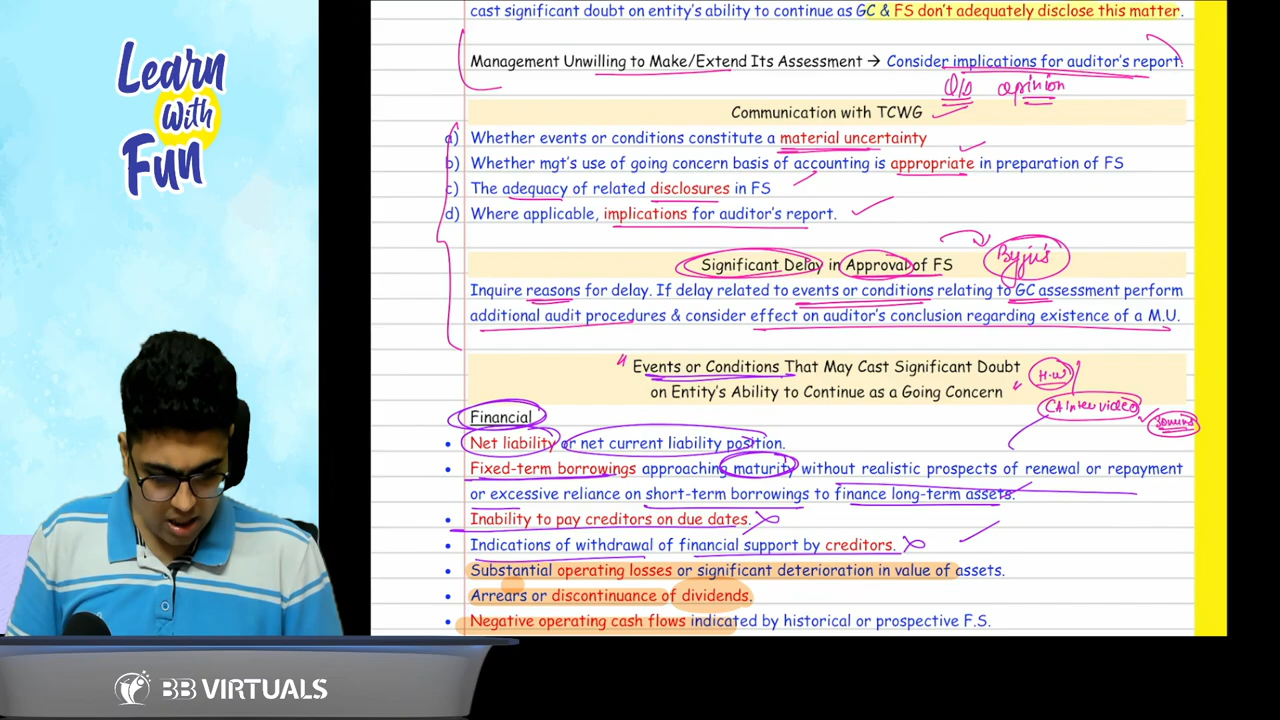 Learn
With
Fun
cast significant doubt on entity's ability to continue as GC & FS don't adequately disclose this matter.
Management Unwilling to Make/Extend Its Assessment → Consider implications for auditor's report.
opinion
Communication with TCWG
a) Whether events or conditions constitute a material uncertainty
b) Whether mgt's use of going concern basis of accounting is appropriate in preparation of FS
c) The adequacy of related disclosures in FS
d) Where applicable, implications for auditor's report.
Significant Delay in Approval of FS
Byju's
Inquire reasons for delay. If delay related to events or conditions relating to GC assessment perform
additional audit procedures & consider effect on auditor's conclusion regarding existence of a M.U.
" Events or Conditions That May Cast Significant Doubt
on Entity's Ability to Continue as a Going Concern "
H.W
CA Inter video
30mins
Financial
• Net liability or net current liability position.
• Fixed-term borrowings approaching maturity without realistic prospects of renewal or repayment
or excessive reliance on short-term borrowings to finance long-term assets.
• Inability to pay creditors on due dates.
• Indications of withdrawal of financial support by creditors.
• Substantial operating losses or significant deterioration in value of assets.
• Arrears or discontinuance of dividends.
• Negative operating cash flows indicated by historical or prospective F.S.
BB VIRTUALS